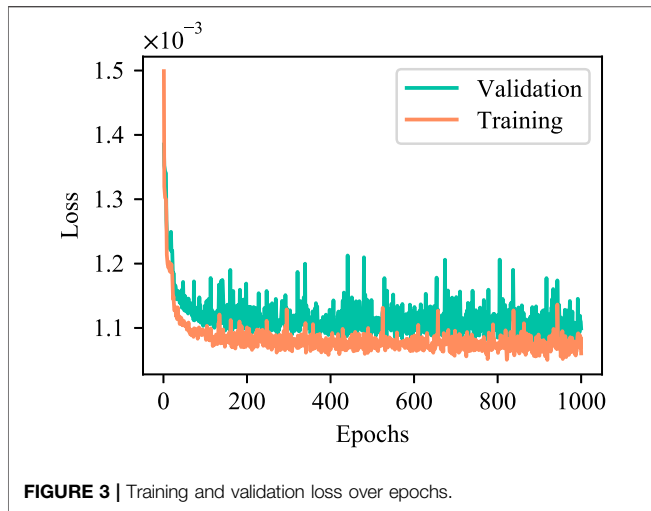 ×10⁻³
1.5
1.4
1.3
1.2
1.1
Loss
Validation
Training
0 200 400 600 800 1000
Epochs
FIGURE 3 | Training and validation loss over epochs.